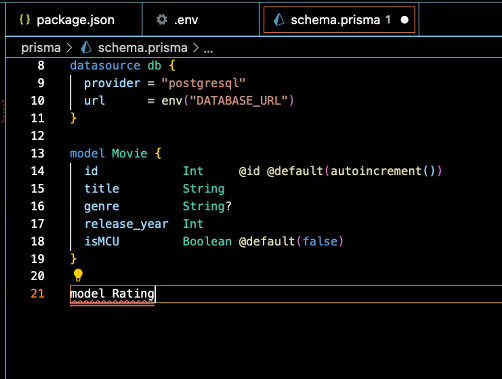 {} package.json .env schema.prisma 1
prisma > schema.prisma > ...
8 datasource db {
9 provider = "postgresql"
10 url = env("DATABASE_URL")
11 }
12
13 model Movie {
14 id Int @id @default(autoincrement())
15 title String
16 genre String?
17 release_year Int
18 isMCU Boolean @default(false)
19 }
20
21 model Rating